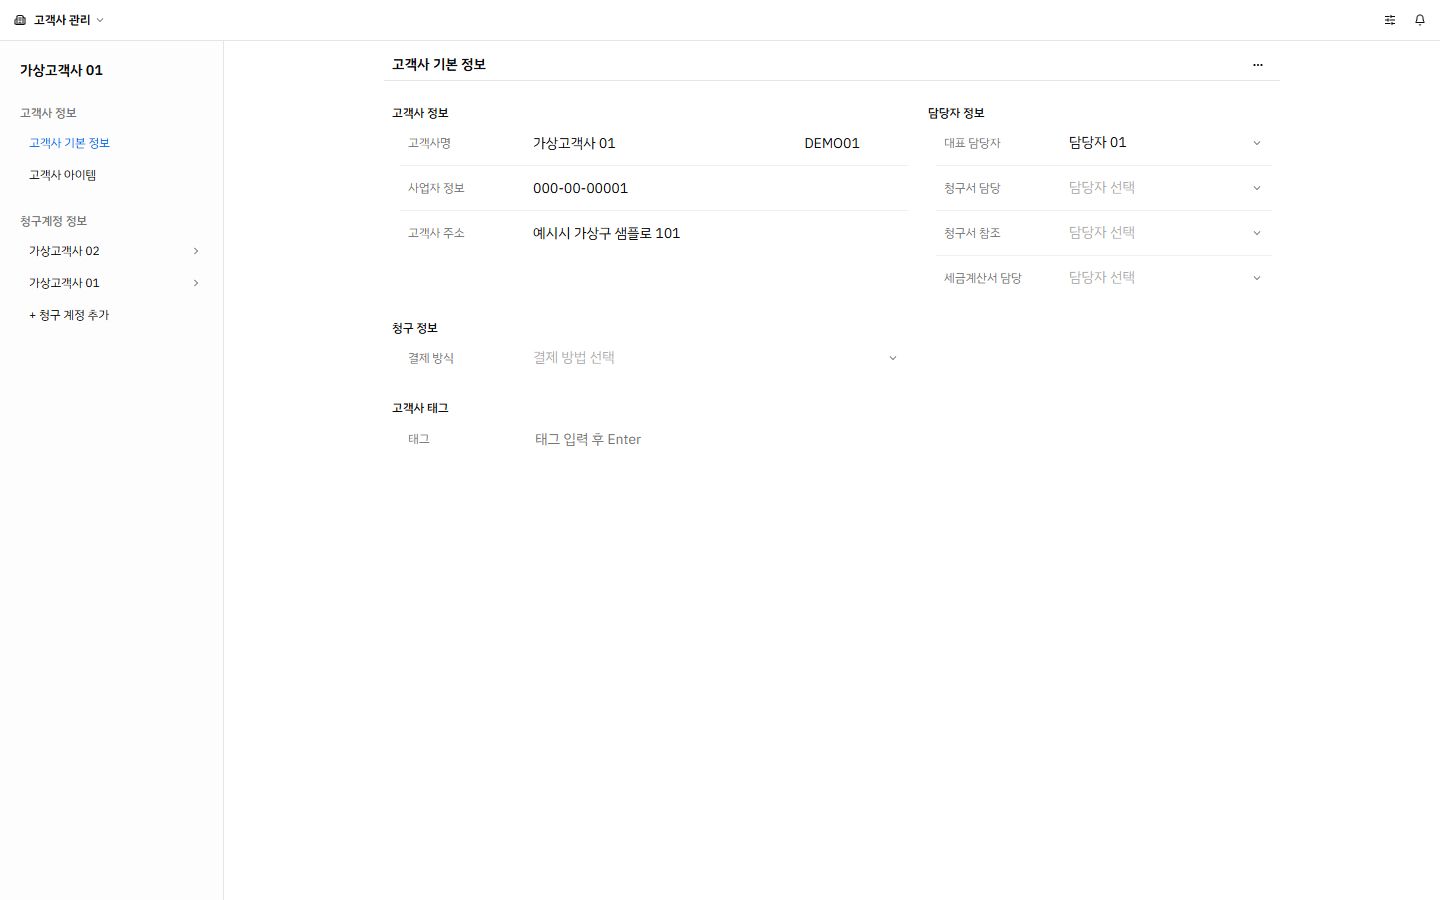 고객사 관리
가상고객사 01
고객사 정보
고객사 기본 정보
고객사 아이템
청구계정 정보
가상고객사 02
가상고객사 01
+ 청구 계정 추가
고객사 기본 정보
고객사 정보
고객사명 가상고객사 01 DEMO01
사업자 정보 000-00-00001
고객사 주소 예시시 가상구 샘플로 101
담당자 정보
대표 담당자 담당자 01
청구서 담당 담당자 선택
청구서 참조 담당자 선택
세금계산서 담당 담당자 선택
청구 정보
결제 방식 결제 방법 선택
고객사 태그
태그 태그 입력 후 Enter